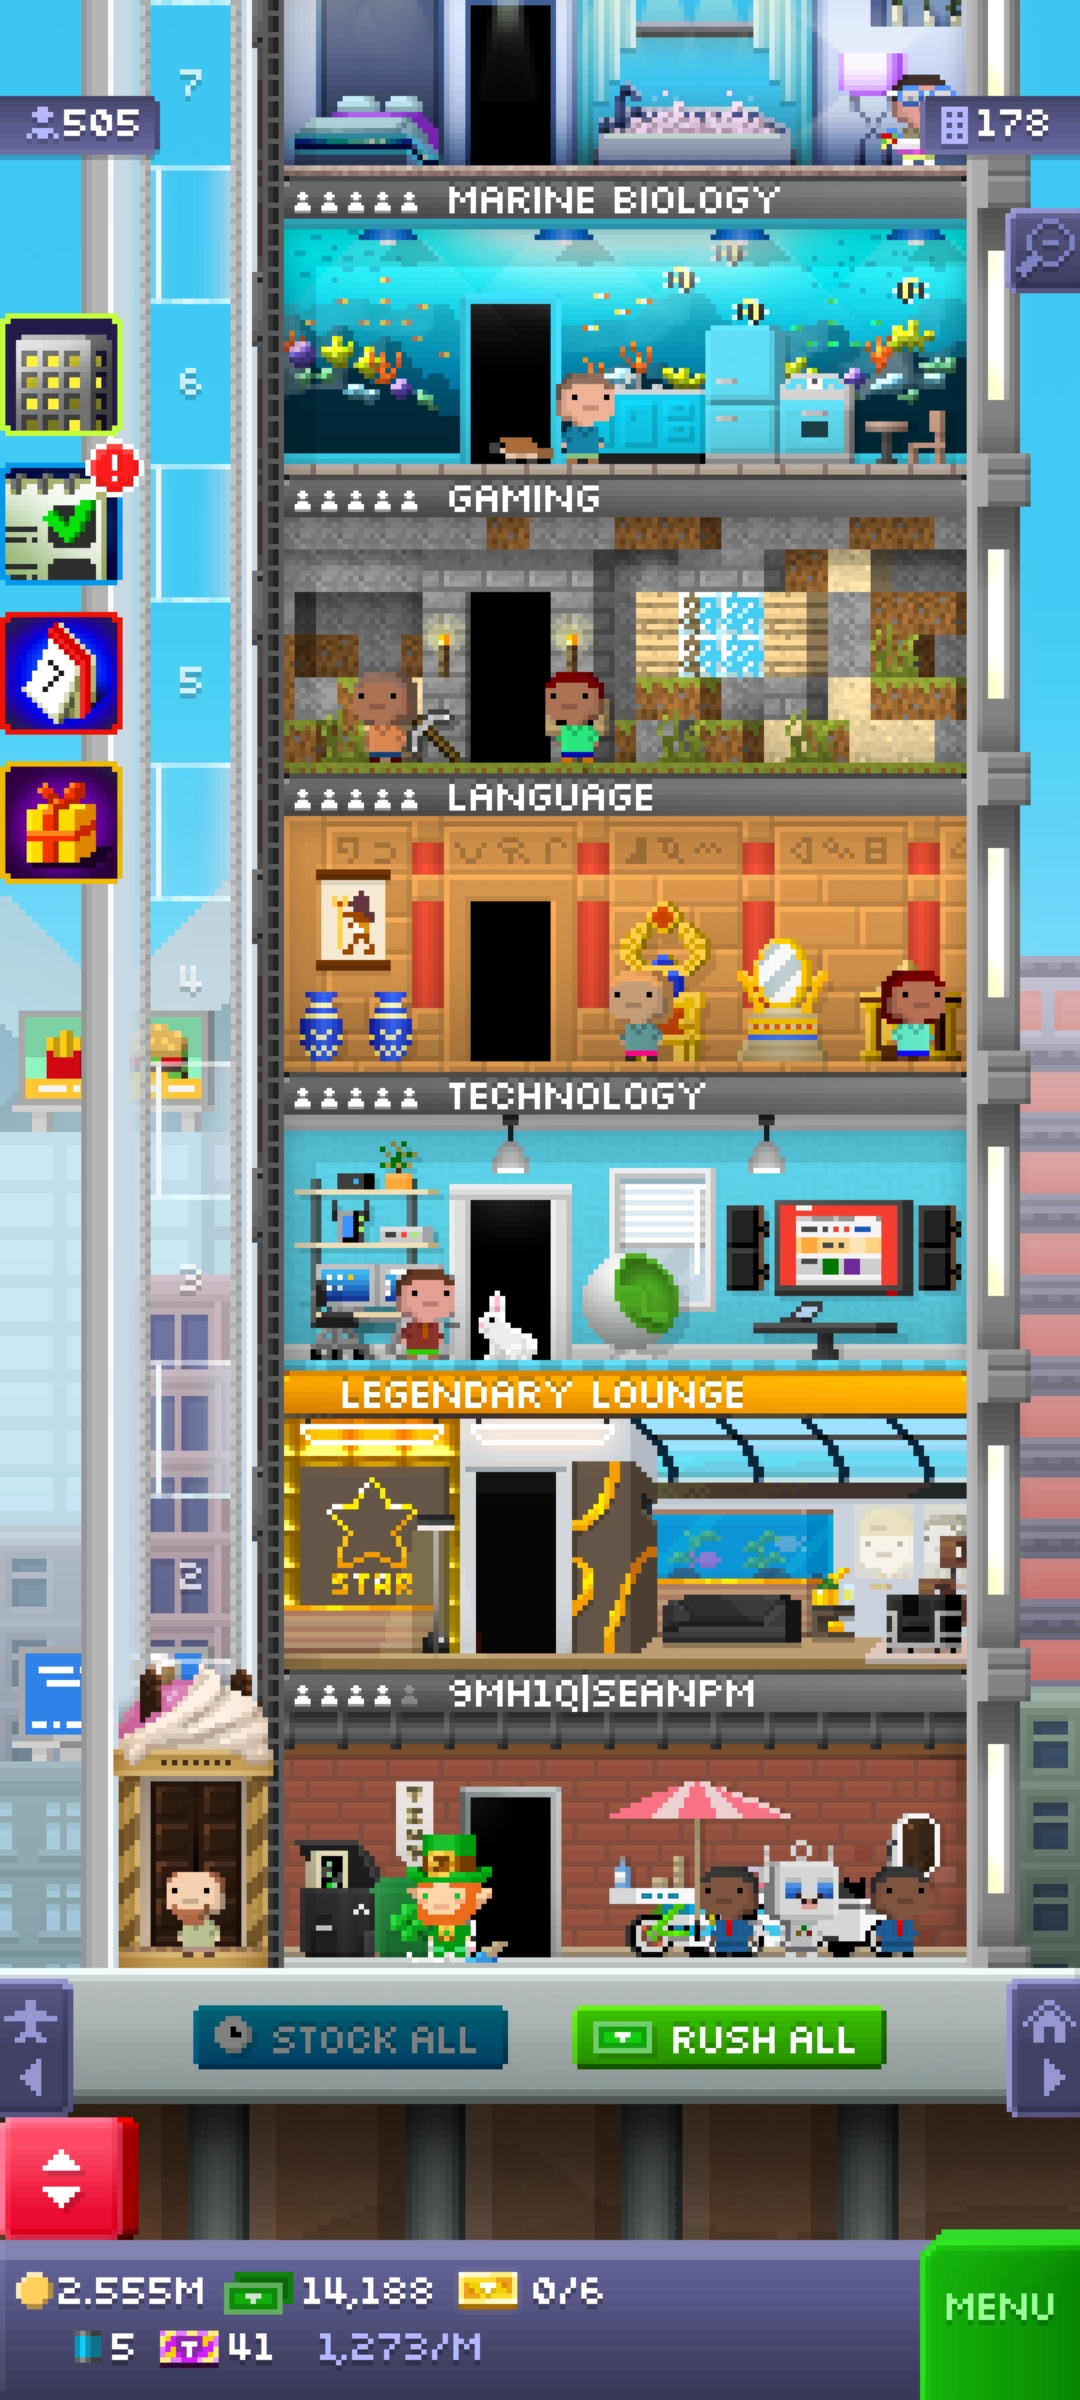 7
505
178
MARINE BIOLOGY
6
GAMING
5
LANGUAGE
4
TECHNOLOGY
3
LEGENDARY LOUNGE
STAR
2
9MH1Q|SEANPM
STOCK ALL
RUSH ALL
2.555M
14,188
0/6
MENU
5
41
1,273/M